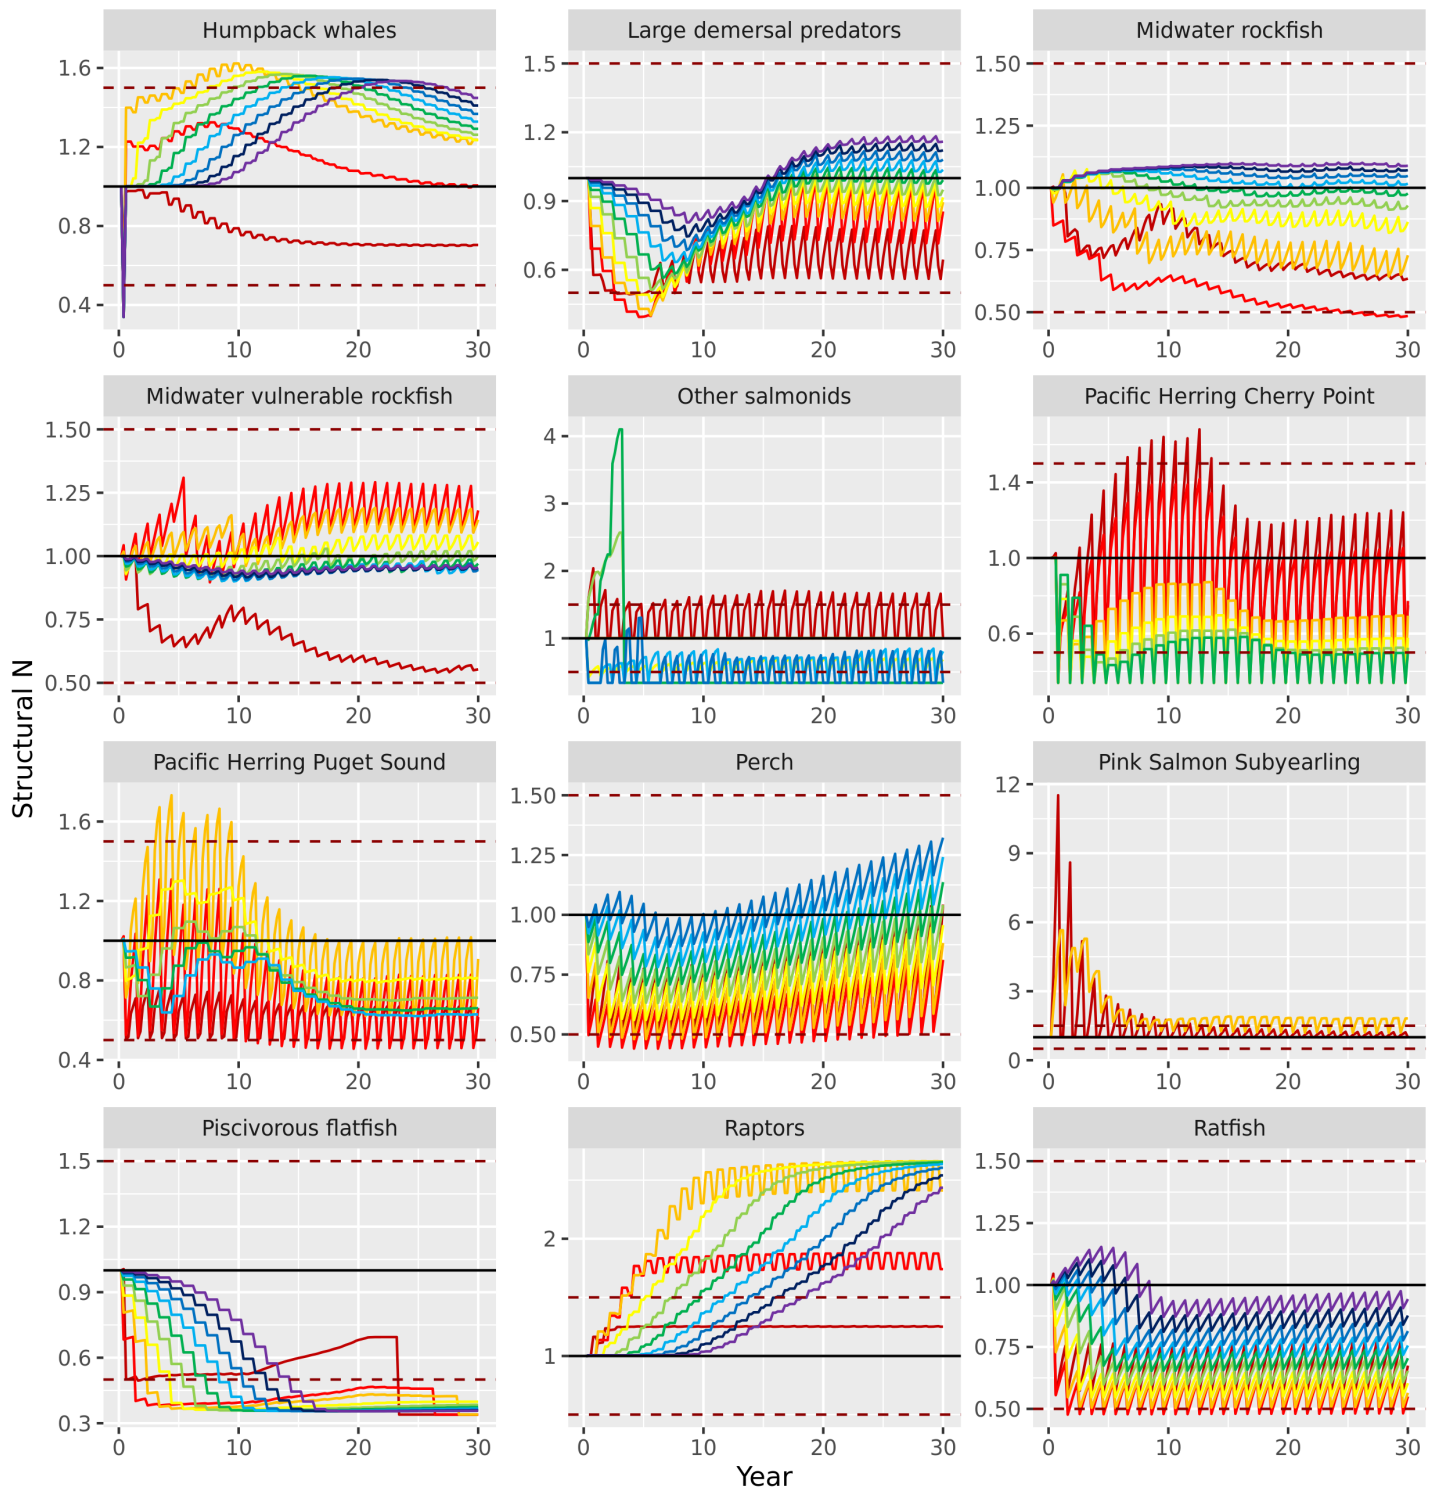 Humpback whales
Large demersal predators
Midwater rockfish
1.6
1.2
0.8
0.4
1.5
1.2
0.9
0.6
1.50
1.25
1.00
0.75
0.50
0 10 20 30
0 10 20 30
0 10 20 30
Midwater vulnerable rockfish
Other salmonids
Pacific Herring Cherry Point
1.50
1.25
1.00
0.75
0.50
4
3
2
1
1.4
1.0
0.6
0 10 20 30
0 10 20 30
0 10 20 30
Structural N
Pacific Herring Puget Sound
Perch
Pink Salmon Subyearling
1.6
1.2
0.8
0.4
1.50
1.25
1.00
0.75
0.50
12
9
6
3
0
0 10 20 30
0 10 20 30
0 10 20 30
Piscivorous flatfish
Raptors
Ratfish
1.5
1.2
0.9
0.6
0.3
2
1
1.50
1.25
1.00
0.75
0.50
0 10 20 30
0 10 20 30
0 10 20 30
Year